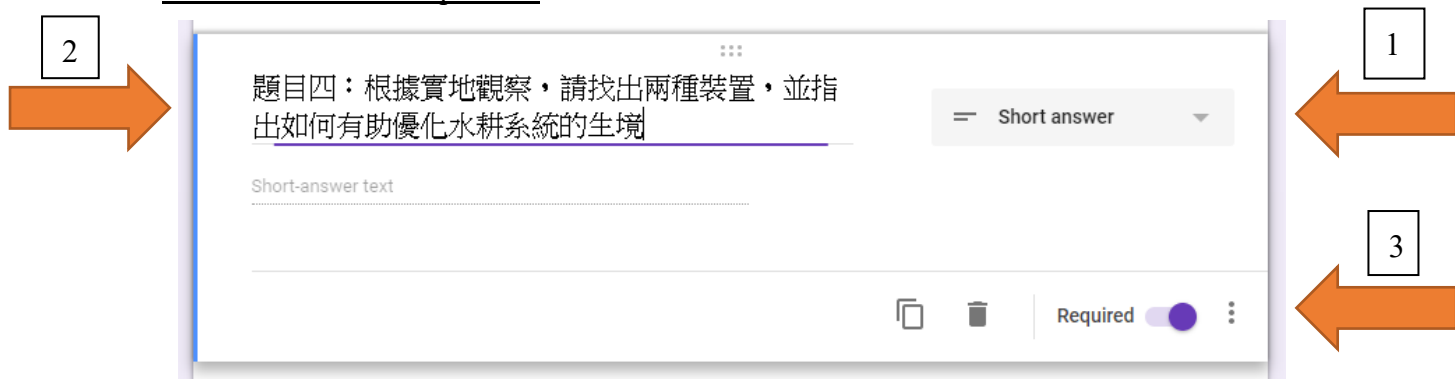 2
1
題目四：根據實地觀察，請找出兩種裝置，並指
出如何有助優化水耕系統的生境
Short answer
Short-answer text
3
Required